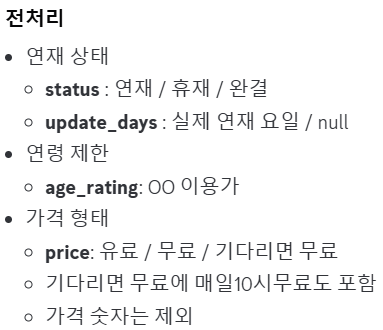 전처리
연재 상태
status : 연재 / 휴재 / 완결
update_days : 실제 연재 요일 / null
연령 제한
age_rating: OO 이용가
가격 형태
price: 유료 / 무료 / 기다리면 무료
기다리면 무료에 매일10시무료도 포함
가격 숫자는 제외